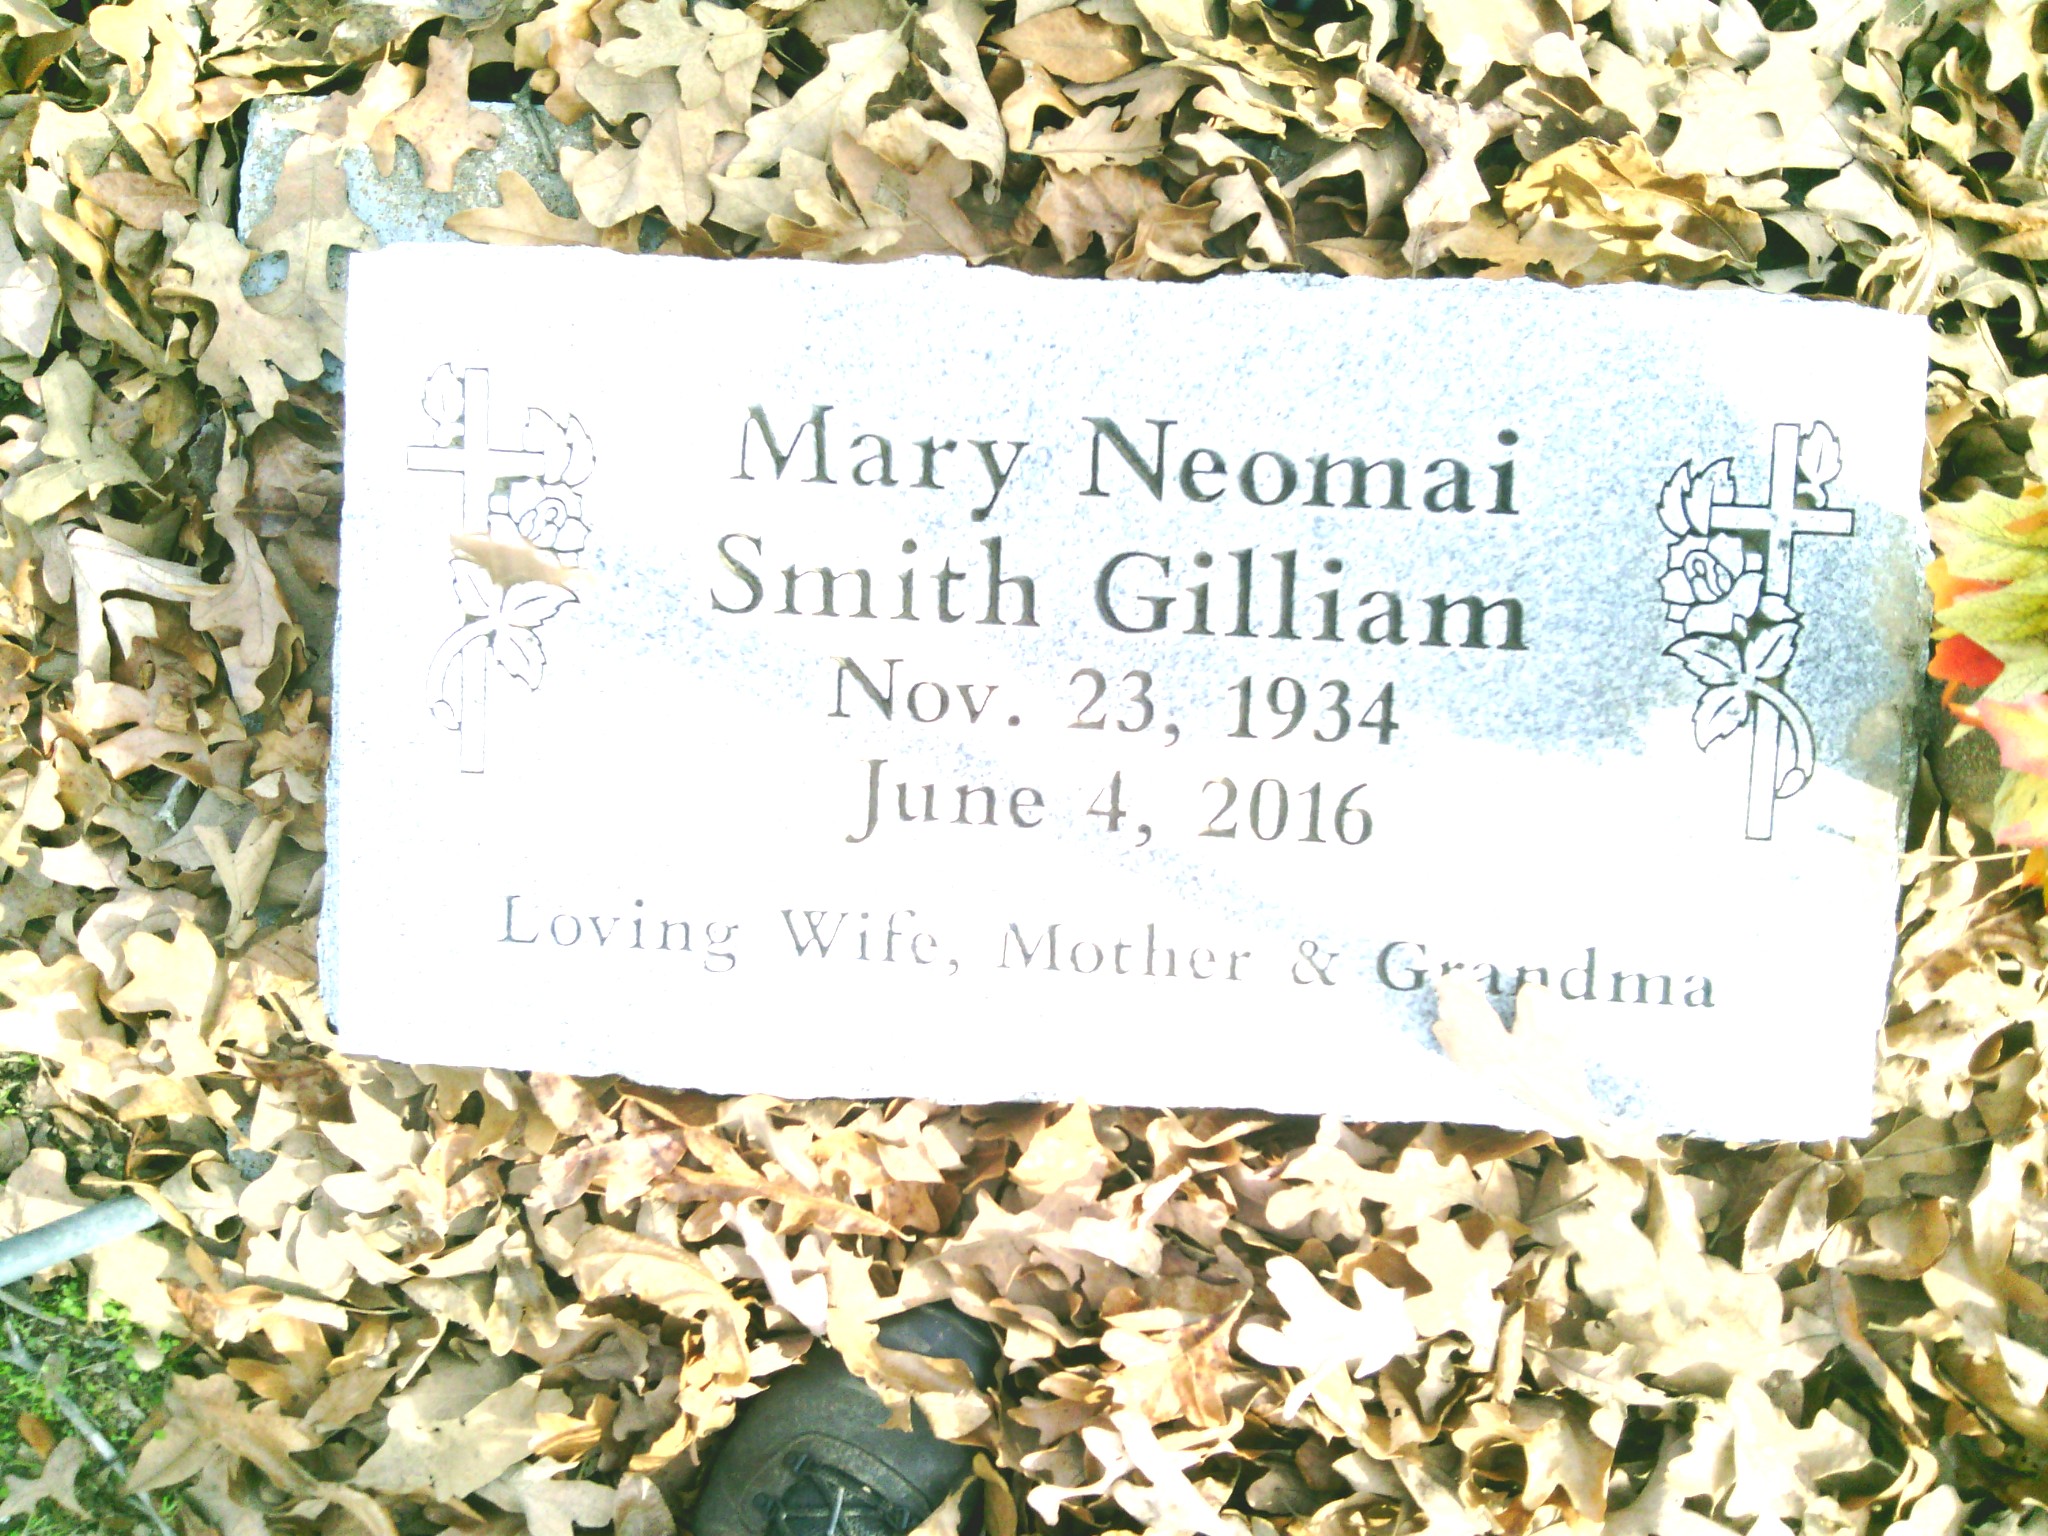 Mary Neomai
Smith Gilliam
Nov. 23, 1934
June 4, 2016
Loving Wife, Mother & Grandma